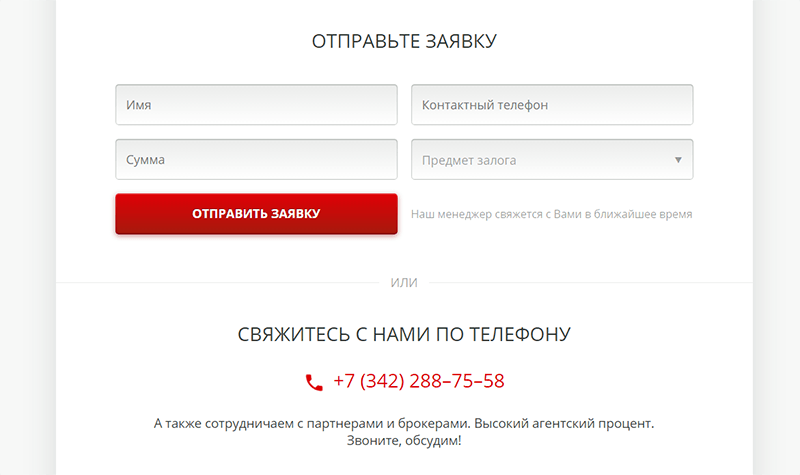 ОТПРАВЬТЕ ЗАЯВКУ
Имя
Контактный телефон
Сумма
Предмет залога
ОТПРАВИТЬ ЗАЯВКУ
Наш менеджер свяжется с Вами в ближайшее время
ИЛИ
СВЯЖИТЕСЬ С НАМИ ПО ТЕЛЕФОНУ
+7 (342) 288–75–58
А также сотрудничаем с партнерами и брокерами. Высокий агентский процент.
Звоните, обсудим!